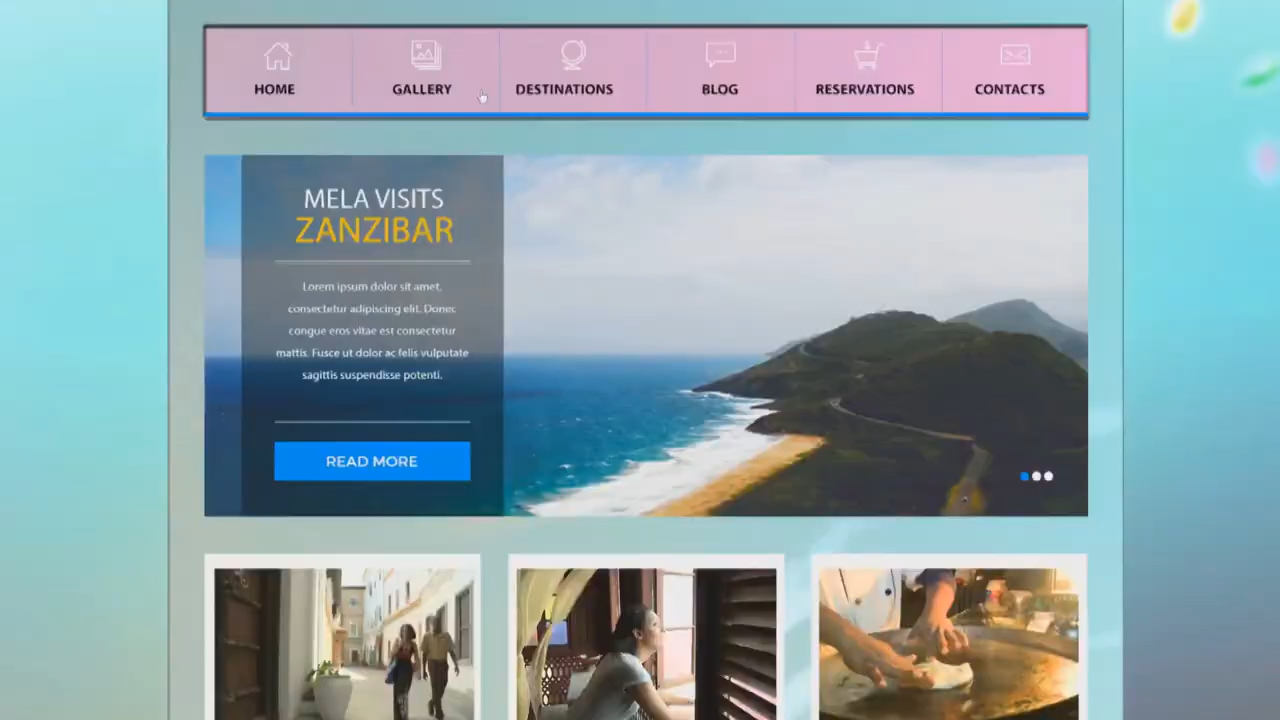 HOME
GALLERY
DESTINATIONS
BLOG
RESERVATIONS
CONTACTS
MELA VISITS
ZANZIBAR
Lorem ipsum dolor sit amet,
consectetur adipiscing elit. Donec
congue eros vitae est consectetur
mattis. Fusce ut dolor ac felis vulputate
sagittis suspendisse potenti.
READ MORE